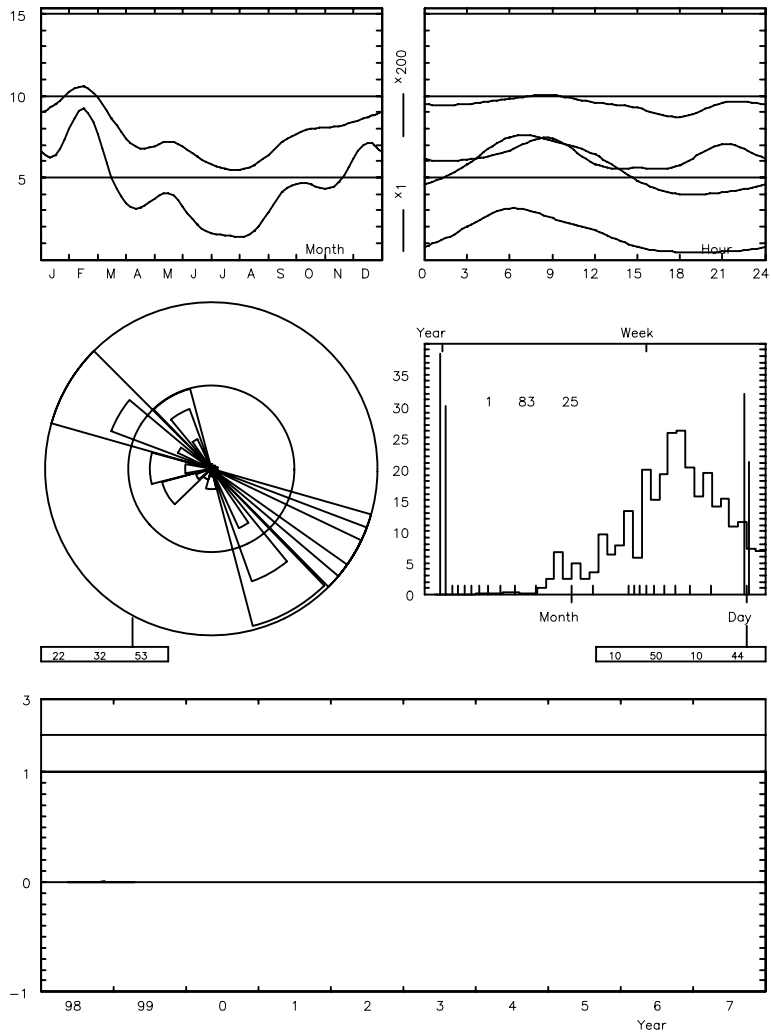 15
10
5
Month
J F M A M J J A S O N D
x200
x1
Hour
0 3 6 9 12 15 18 21 24
Year Week
35
30
25
20
15
10
5
0
1 83 25
Month Day
22 32 53
10 50 10 44
3
1
0
-1
98 99 0 1 2 3 4 5 6 7
Year